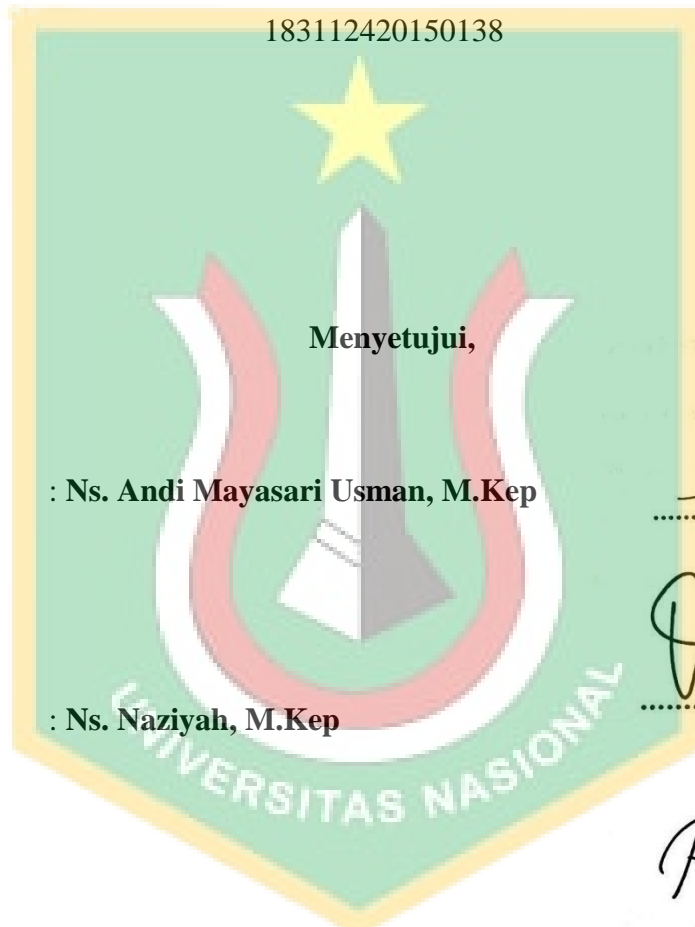 183112420150138
Menyetujui,
: Ns. Andi Mayasari Usman, M.Kep
: Ns. Naziyah, M.Kep
UNIVERSITAS NASIONAL